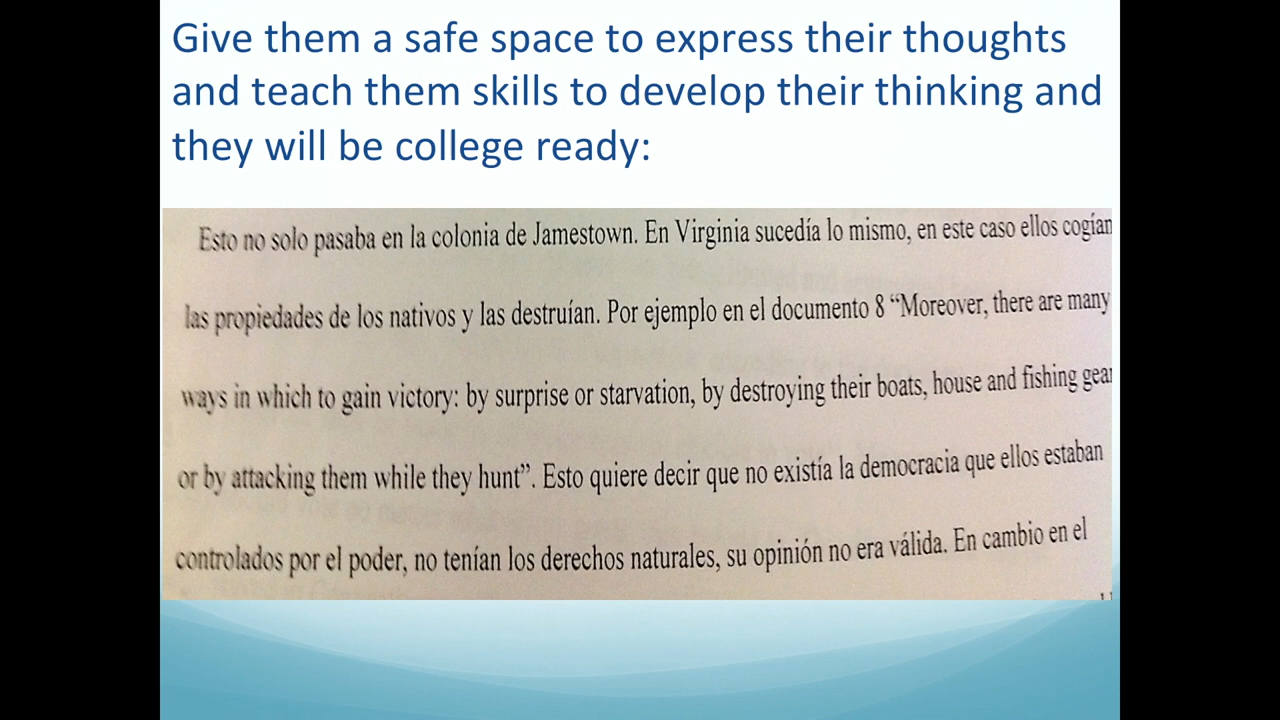 Give them a safe space to express their thoughts
and teach them skills to develop their thinking and
they will be college ready:
Esto no solo pasaba en la colonia de Jamestown. En Virginia sucedía lo mismo, en este caso ellos cogían
las propiedades de los nativos y las destruían. Por ejemplo en el documento 8 “Moreover, there are many
ways in which to gain victory: by surprise or starvation, by destroying their boats, house and fishing gear
or by attacking them while they hunt”. Esto quiere decir que no existía la democracia que ellos estaban
controlados por el poder, no tenían los derechos naturales, su opinión no era válida. En cambio en el